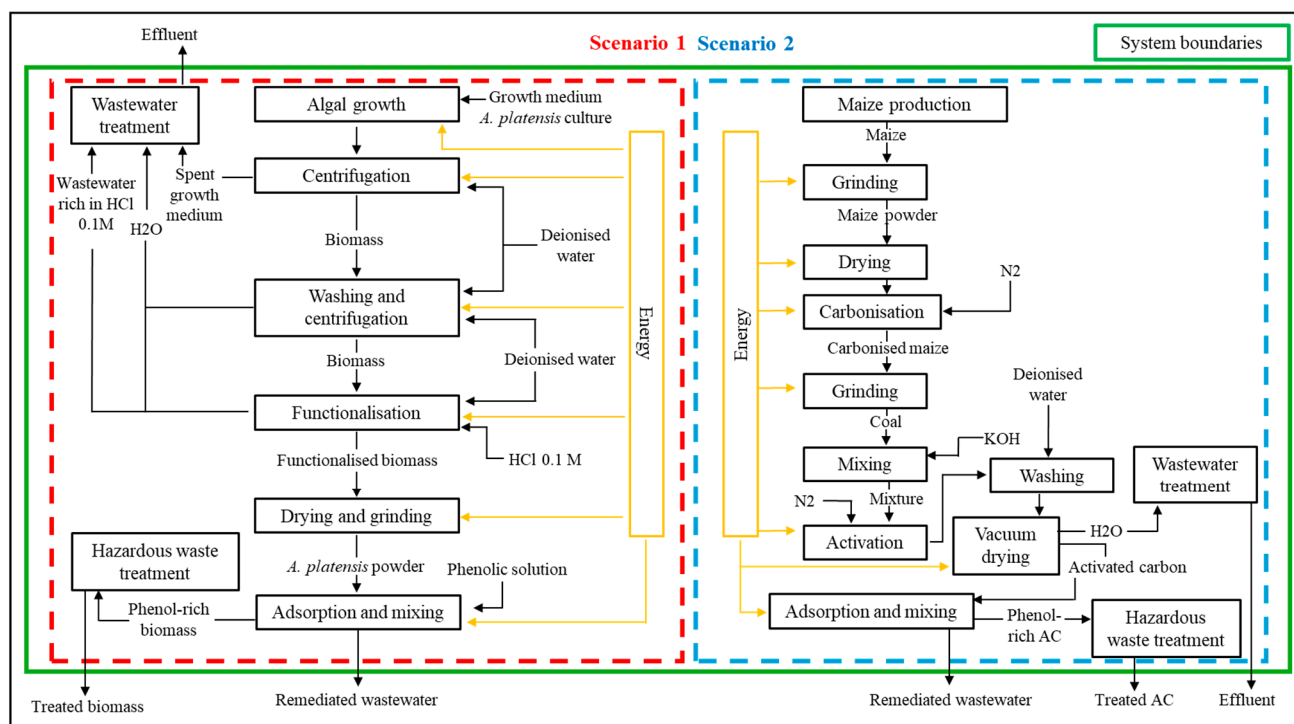 Effluent
Scenario 1
Scenario 2
System boundaries
Wastewater
treatment
Algal growth
Growth medium
A. platensis culture
Centrifugation
Wastewater
rich in HCl
0.1M
H2O
Spent
growth
medium
Biomass
Deionised
water
Washing and
centrifugation
Biomass
Deionised water
Energy
Functionalisation
Functionalised biomass
HCl 0.1 M
Drying and grinding
Hazardous waste
treatment
A. platensis powder
Phenolic solution
Phenol-rich
biomass
Adsorption and mixing
Treated biomass
Remediated wastewater
Maize production
Maize
Grinding
Maize powder
Drying
N2
Carbonisation
Energy
Carbonised maize
Grinding
Deionised
water
Coal
KOH
Mixing
Washing
Wastewater
treatment
N2
Mixture
Activation
Vacuum
drying
H2O
Activated carbon
Adsorption and mixing
Phenol-
rich AC
Hazardous
waste treatment
Remediated wastewater
Treated AC
Effluent